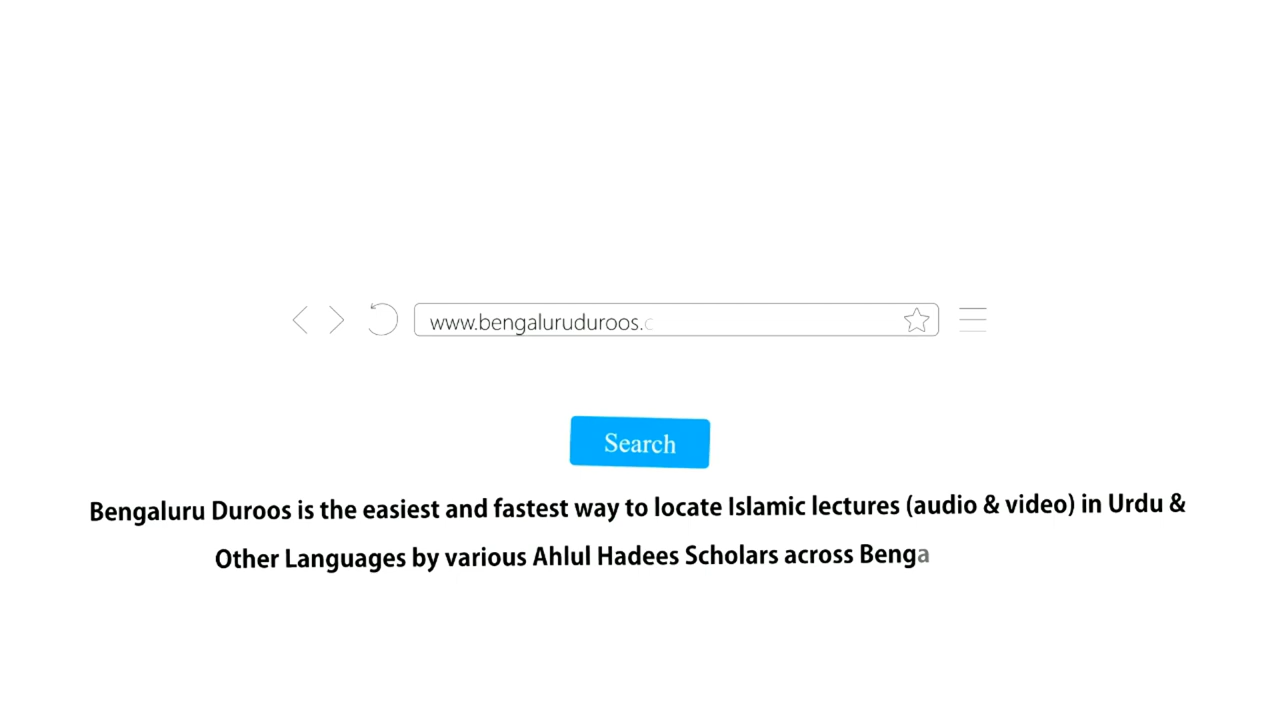 www.bengaluruduroos.c
Search
Bengaluru Duroos is the easiest and fastest way to locate Islamic lectures (audio & video) in Urdu &
Other Languages by various Ahlul Hadees Scholars across Benga